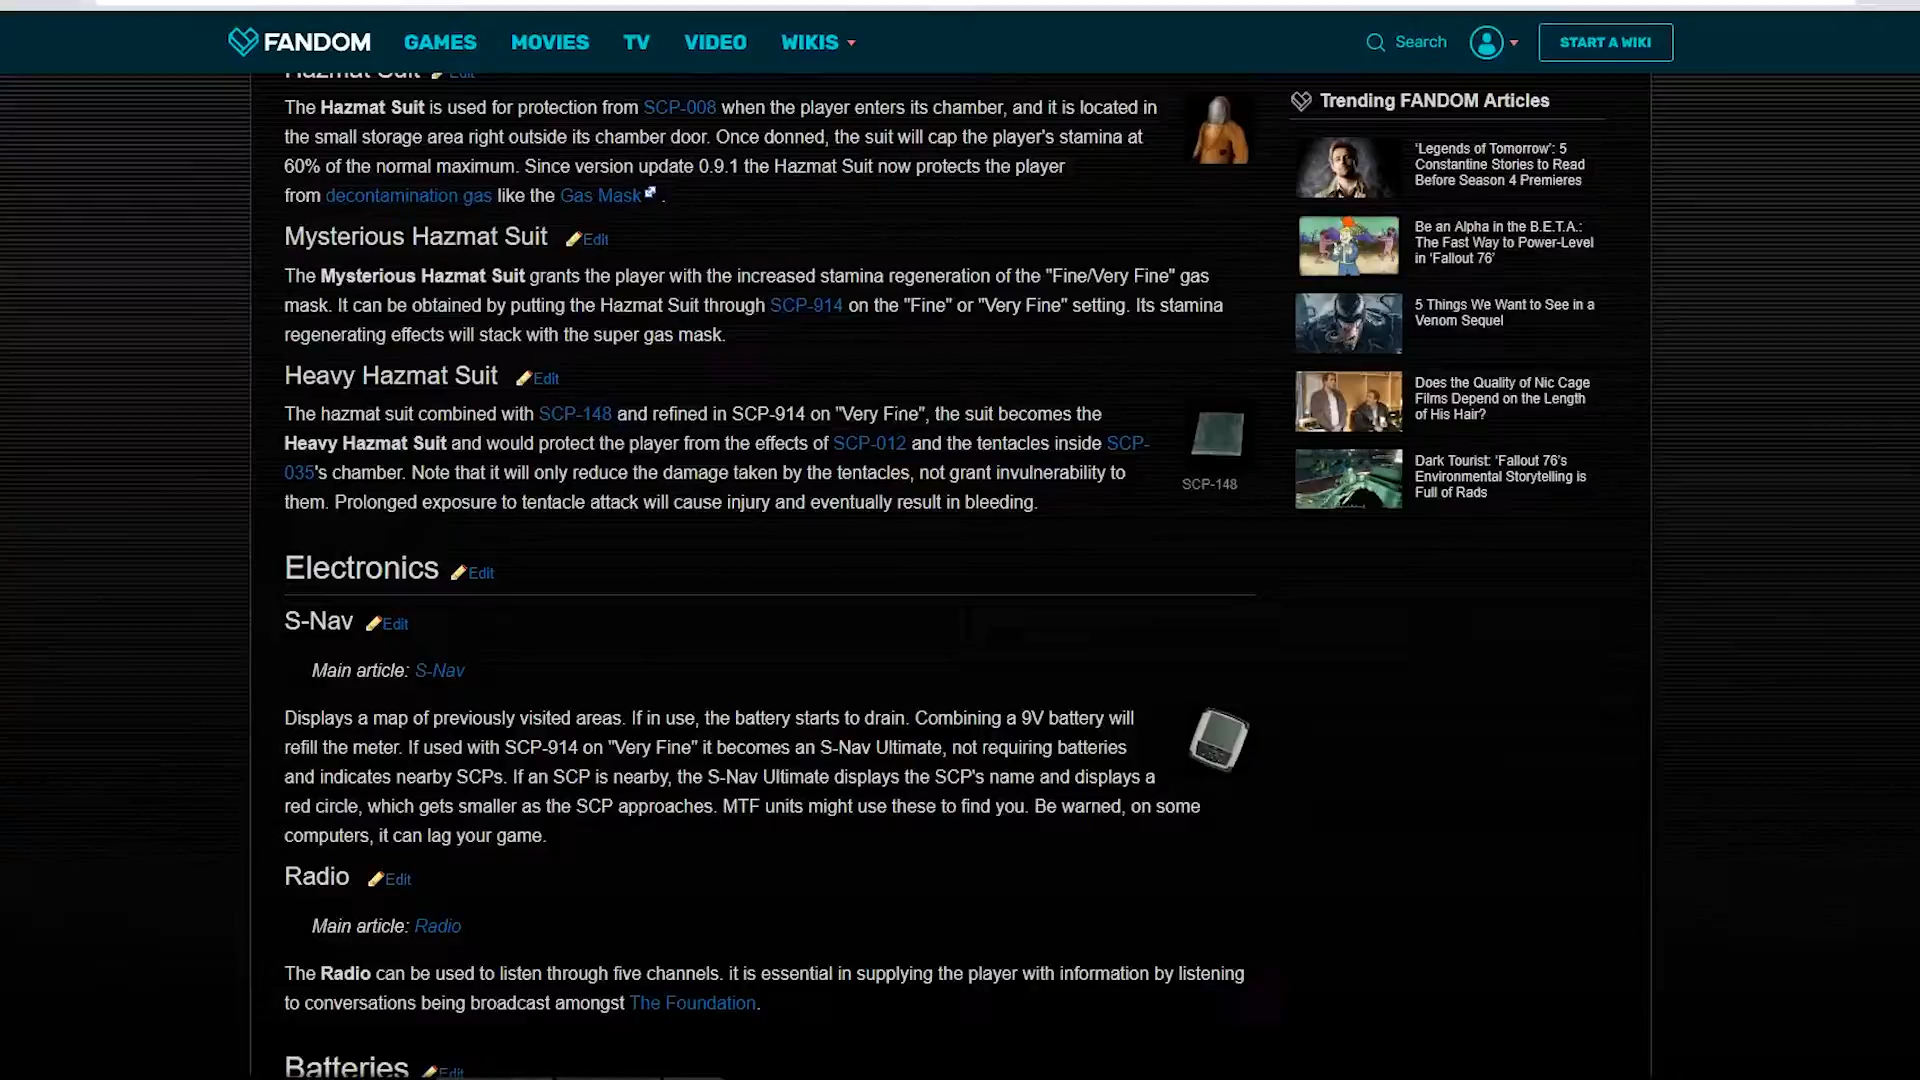 FANDOM GAMES MOVIES TV VIDEO WIKIS Search START A WIKI
Hazmat Suit Edit
The Hazmat Suit is used for protection from SCP-008 when the player enters its chamber, and it is located in
the small storage area right outside its chamber door. Once donned, the suit will cap the player's stamina at
60% of the normal maximum. Since version update 0.9.1 the Hazmat Suit now protects the player
from decontamination gas like the Gas Mask .
Mysterious Hazmat Suit Edit
The Mysterious Hazmat Suit grants the player with the increased stamina regeneration of the "Fine/Very Fine" gas
mask. It can be obtained by putting the Hazmat Suit through SCP-914 on the "Fine" or "Very Fine" setting. Its stamina
regenerating effects will stack with the super gas mask.
Heavy Hazmat Suit Edit
The hazmat suit combined with SCP-148 and refined in SCP-914 on "Very Fine", the suit becomes the
Heavy Hazmat Suit and would protect the player from the effects of SCP-012 and the tentacles inside SCP-
035's chamber. Note that it will only reduce the damage taken by the tentacles, not grant invulnerability to
them. Prolonged exposure to tentacle attack will cause injury and eventually result in bleeding.
SCP-148
Electronics Edit
S-Nav Edit
Main article: S-Nav
Displays a map of previously visited areas. If in use, the battery starts to drain. Combining a 9V battery will
refill the meter. If used with SCP-914 on "Very Fine" it becomes an S-Nav Ultimate, not requiring batteries
and indicates nearby SCPs. If an SCP is nearby, the S-Nav Ultimate displays the SCP's name and displays a
red circle, which gets smaller as the SCP approaches. MTF units might use these to find you. Be warned, on some
computers, it can lag your game.
Radio Edit
Main article: Radio
The Radio can be used to listen through five channels. it is essential in supplying the player with information by listening
to conversations being broadcast amongst The Foundation.
Batteries Edit
Trending FANDOM Articles
'Legends of Tomorrow': 5
Constantine Stories to Read
Before Season 4 Premieres
Be an Alpha in the B.E.T.A.:
The Fast Way to Power-Level
in 'Fallout 76'
5 Things We Want to See in a
Venom Sequel
Does the Quality of Nic Cage
Films Depend on the Length
of His Hair?
Dark Tourist: 'Fallout 76's
Environmental Storytelling is
Full of Rads